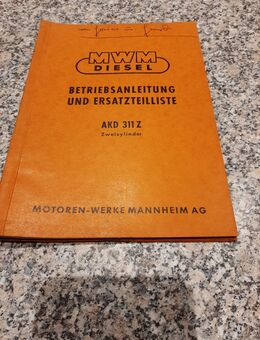 MWM
DIESEL
BETRIEBSANLEITUNG
UND ERSATZTEILLISTE
AKD 311 Z
Zweizylinder
MOTOREN-WERKE MANNHEIM AG